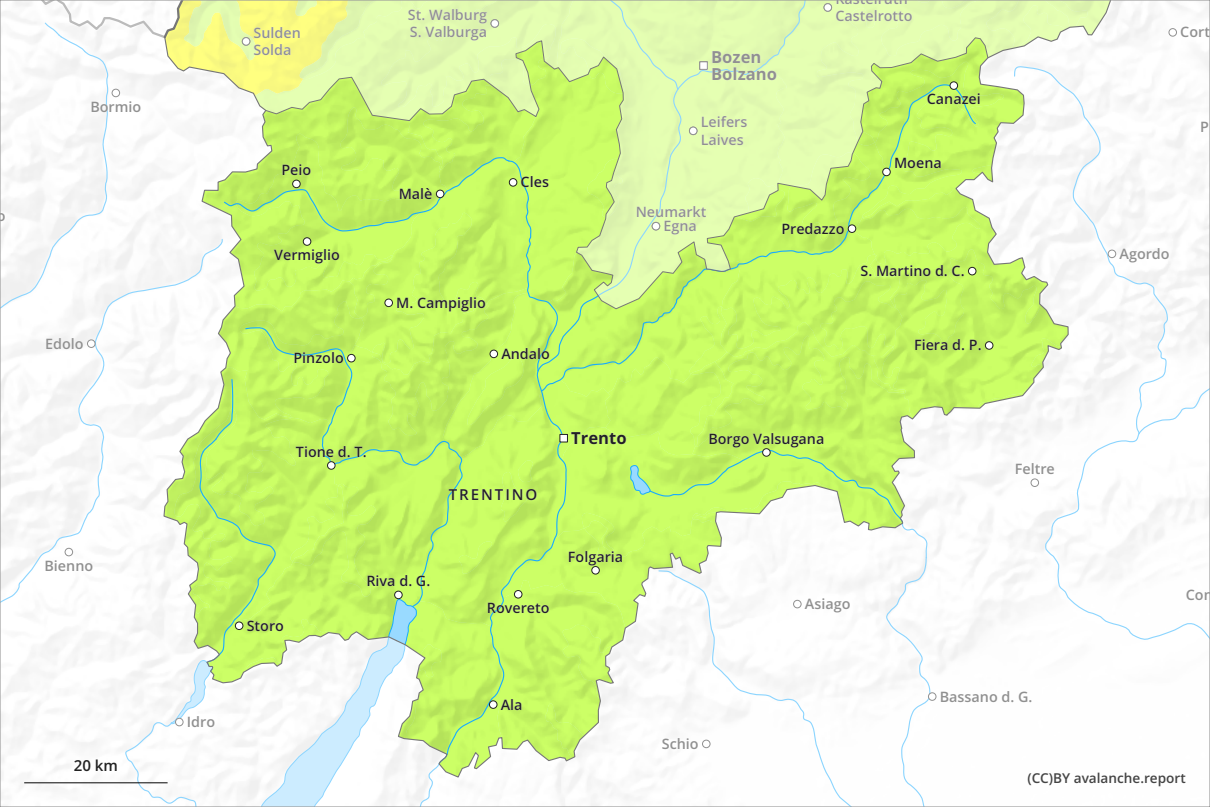 Kastelruth
Castelrotto
St. Walburg
S. Valburga
Sulden
Solda
Cort
Bozen
Bolzano
Bormio
Canazei
Leifers
Laives
P
Moena
Peio
Malè
Cles
Neumarkt
Egna
Predazzo
Vermiglio
Agordo
S. Martino d. C.
M. Campiglio
Edolo
Pinzolo
Andalo
Fiera d. P.
Trento
Borgo Valsugana
Tione d. T.
Feltre
TRENTINO
Bienno
Folgaria
Riva d. G.
Cor
Rovereto
Asiago
Storo
Bassano d. G.
Ala
Idro
Schio
20 km
(CC)BY avalanche.report